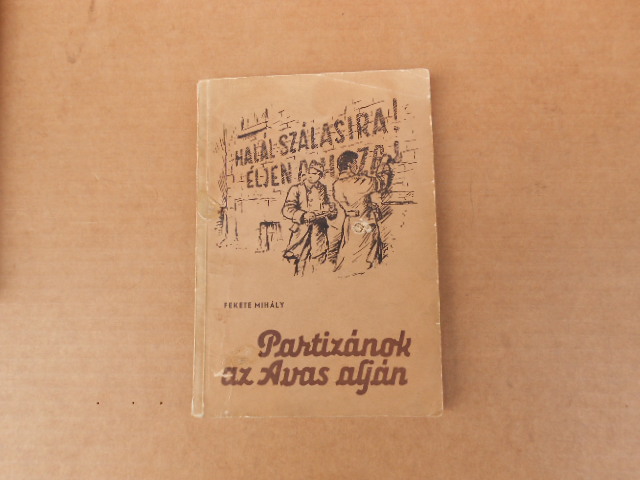 HALÁL SZÁLASIRA!
ÉLJEN
FEKETE MIHÁLY
Partizánok
az Avas alján